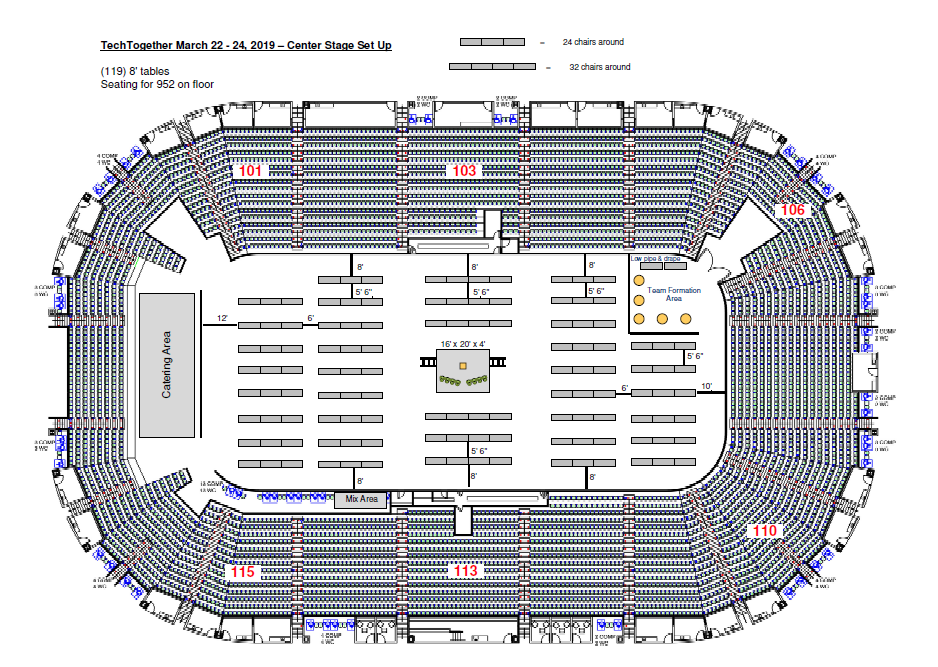 TechTogether March 22 - 24, 2019 – Center Stage Set Up
= 24 chairs around
= 32 chairs around
(119) 8' tables
Seating for 952 on floor
4 COMP
101
103
106
Low pipe & drape
8'
8'
8'
5' 6"
5' 6"
5' 6"
Team Formation
Area
12'
6'
Catering Area
16' x 20' x 4'
5' 6"
6'
10'
5' 6"
8'
8'
8'
Mix Area
110
115
113